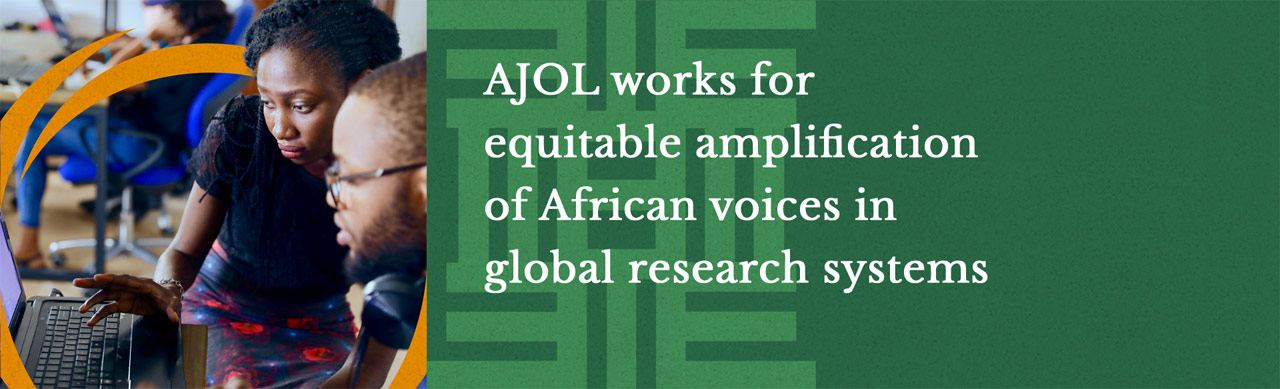 AJOL works for
equitable amplification
of African voices in
global research systems